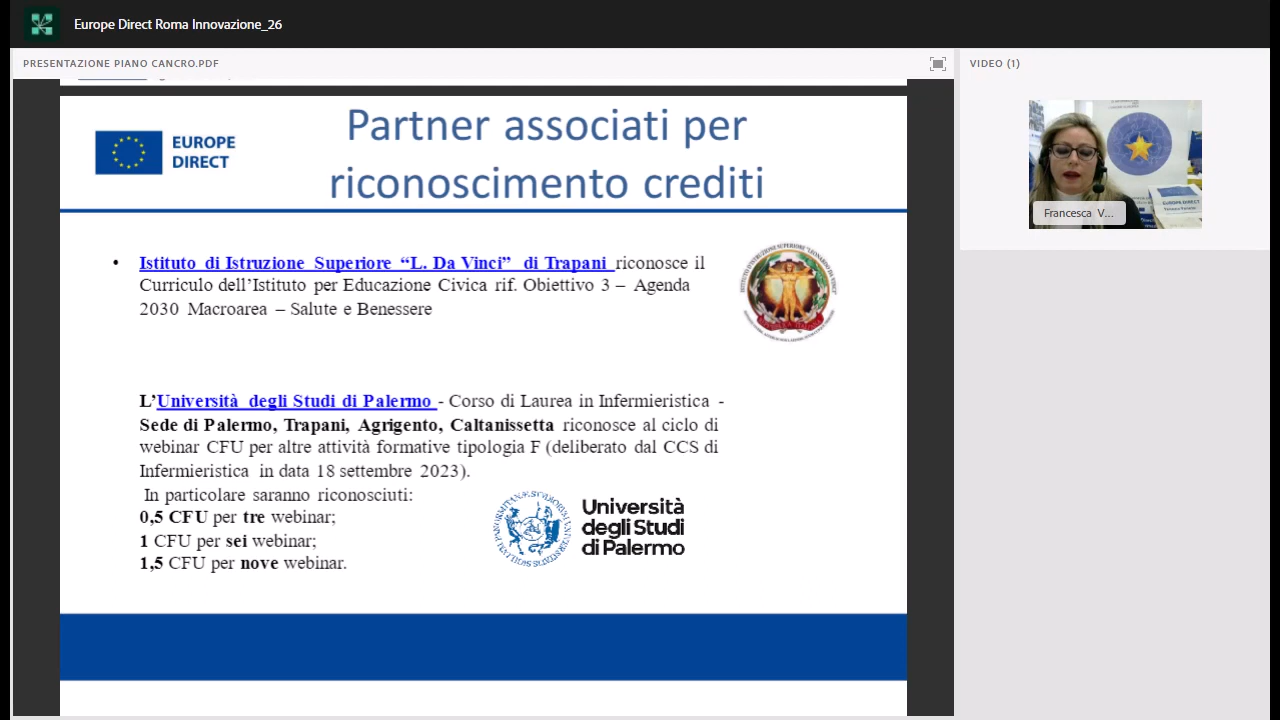 Europe Direct Roma Innovazione_26
PRESENTAZIONE PIANO CANCRO.PDF
VIDEO (1)
EUROPE
DIRECT
Partner associati per
riconoscimento crediti
• Istituto di Istruzione Superiore “L. Da Vinci” di Trapani riconosce il
Curriculo dell’Istituto per Educazione Civica rif. Obiettivo 3 – Agenda
2030 Macroarea – Salute e Benessere
L’Università degli Studi di Palermo - Corso di Laurea in Infermieristica -
Sede di Palermo, Trapani, Agrigento, Caltanissetta riconosce al ciclo di
webinar CFU per altre attività formative tipologia F (deliberato dal CCS di
Infermieristica in data 18 settembre 2023).
In particolare saranno riconosciuti:
0,5 CFU per tre webinar;
1 CFU per sei webinar;
1,5 CFU per nove webinar.
Università
degli Studi
di Palermo
Francesca V...
EUROPE DIRECT